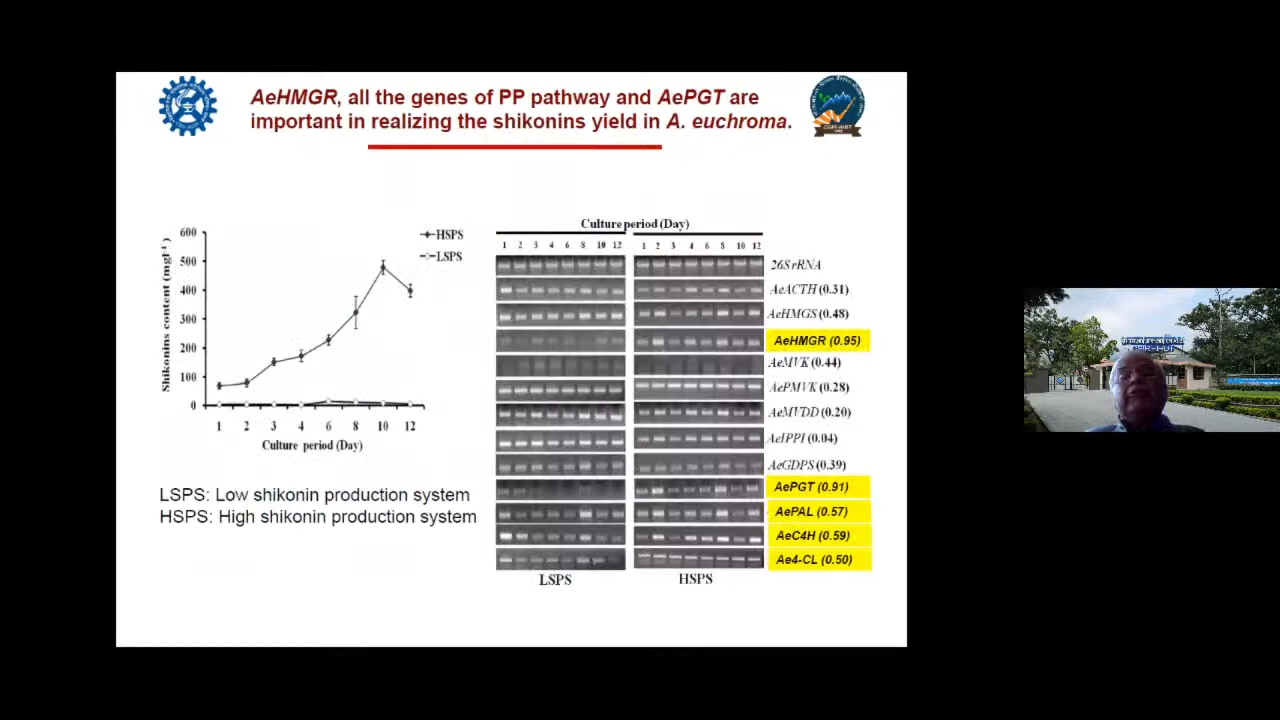 AeHMGR, all the genes of PP pathway and AePGT are
important in realizing the shikonins yield in A. euchroma.
CSIR-IHBT
600
500
400
300
200
100
0
Shikonins content (mgl⁻¹)
HSPS
LSPS
1 2 3 4 6 8 10 12
Culture period (Day)
LSPS: Low shikonin production system
HSPS: High shikonin production system
Culture period (Day)
1 2 3 4 6 8 10 12
1 2 3 4 6 8 10 12
26SrRNA
AeACTH (0.31)
AeHMGS (0.48)
AeHMGR (0.95)
AeMVK (0.44)
AePMVK (0.28)
AeMVDD (0.20)
AeIPPI (0.04)
AeGDPS (0.39)
AePGT (0.91)
AePAL (0.57)
AeC4H (0.59)
Ae4-CL (0.50)
LSPS
HSPS